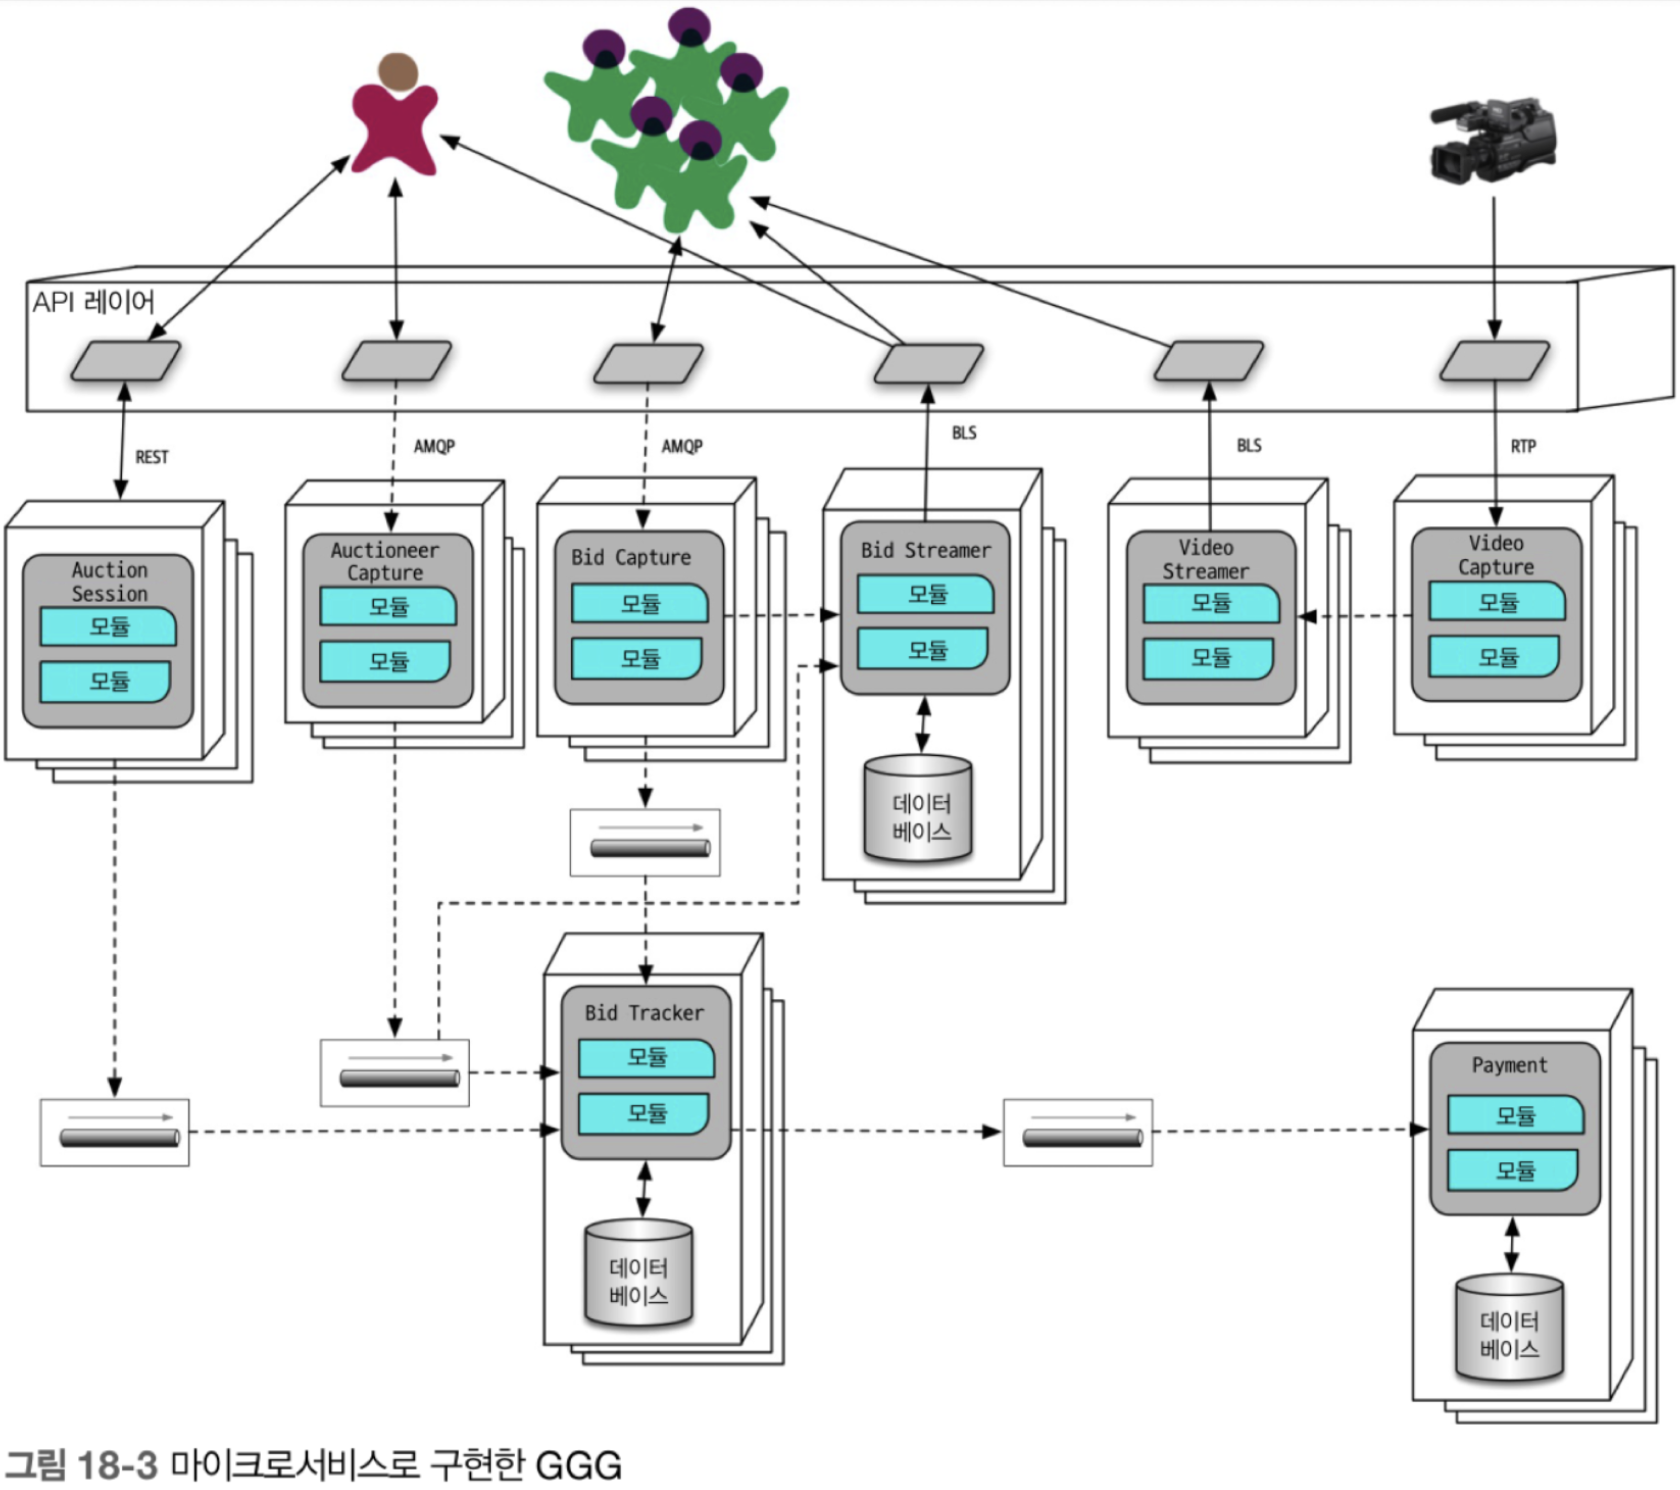 API 레이어
REST
AMQP
AMQP
BLS
BLS
RTP
Auction
Session
모듈
모듈
Auctioneer
Capture
모듈
모듈
Bid Capture
모듈
모듈
Bid Streamer
모듈
모듈
데이터
베이스
Video
Streamer
모듈
모듈
Video
Capture
모듈
모듈
Bid Tracker
모듈
모듈
데이터
베이스
Payment
모듈
모듈
데이터
베이스
그림 18-3 마이크로서비스로 구현한 GGG